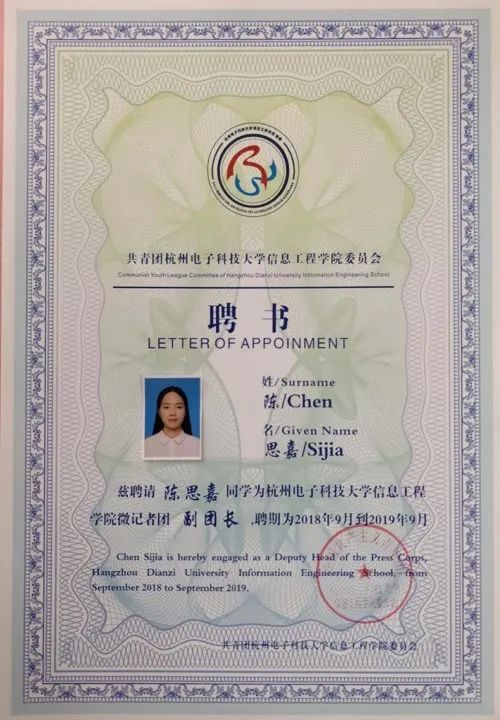 共青团杭州电子科技大学信息工程学院委员会
Communist Youth League Committee of Hangzhou Dianzi University Information Engineering School
聘 书
LETTER OF APPOINMENT
姓/Surname
陈/Chen
名/Given Name
思嘉/Sijia
兹聘请 陈思嘉 同学为杭州电子科技大学信息工程
学院微记者团 副团长 ,聘期为2018年9月到2019年9月
Chen Sijia is hereby engaged as a Deputy Head of the Press Corps,
Hangzhou Dianzi University Information Engineering School, from
September 2018 to September 2019.
共青团杭州电子科技大学信息工程学院委员会